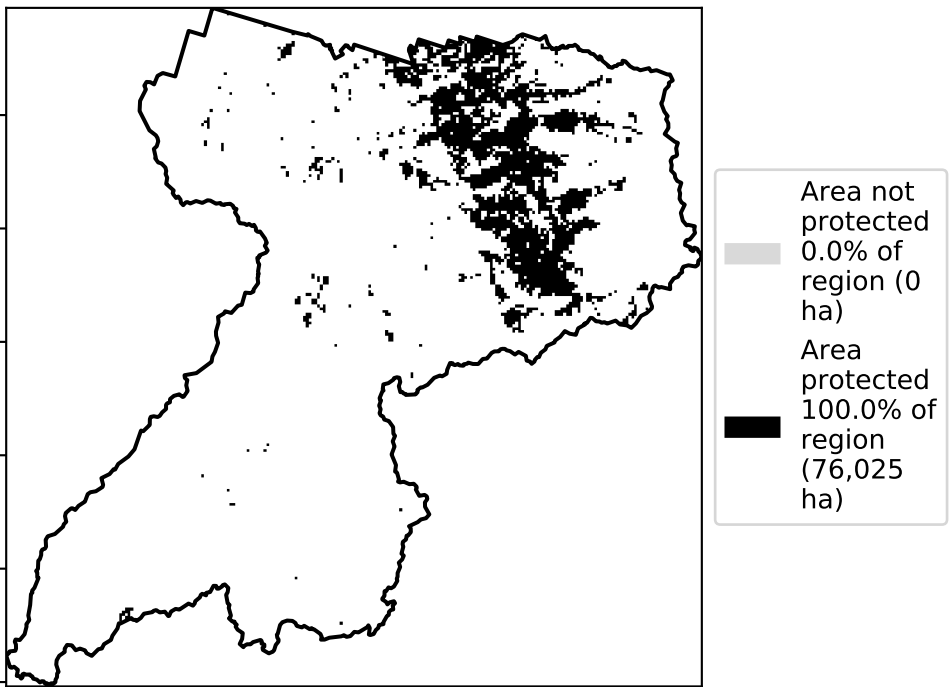 Area not
protected
0.0% of
region (0
ha)
Area
protected
100.0% of
region
(76,025
ha)